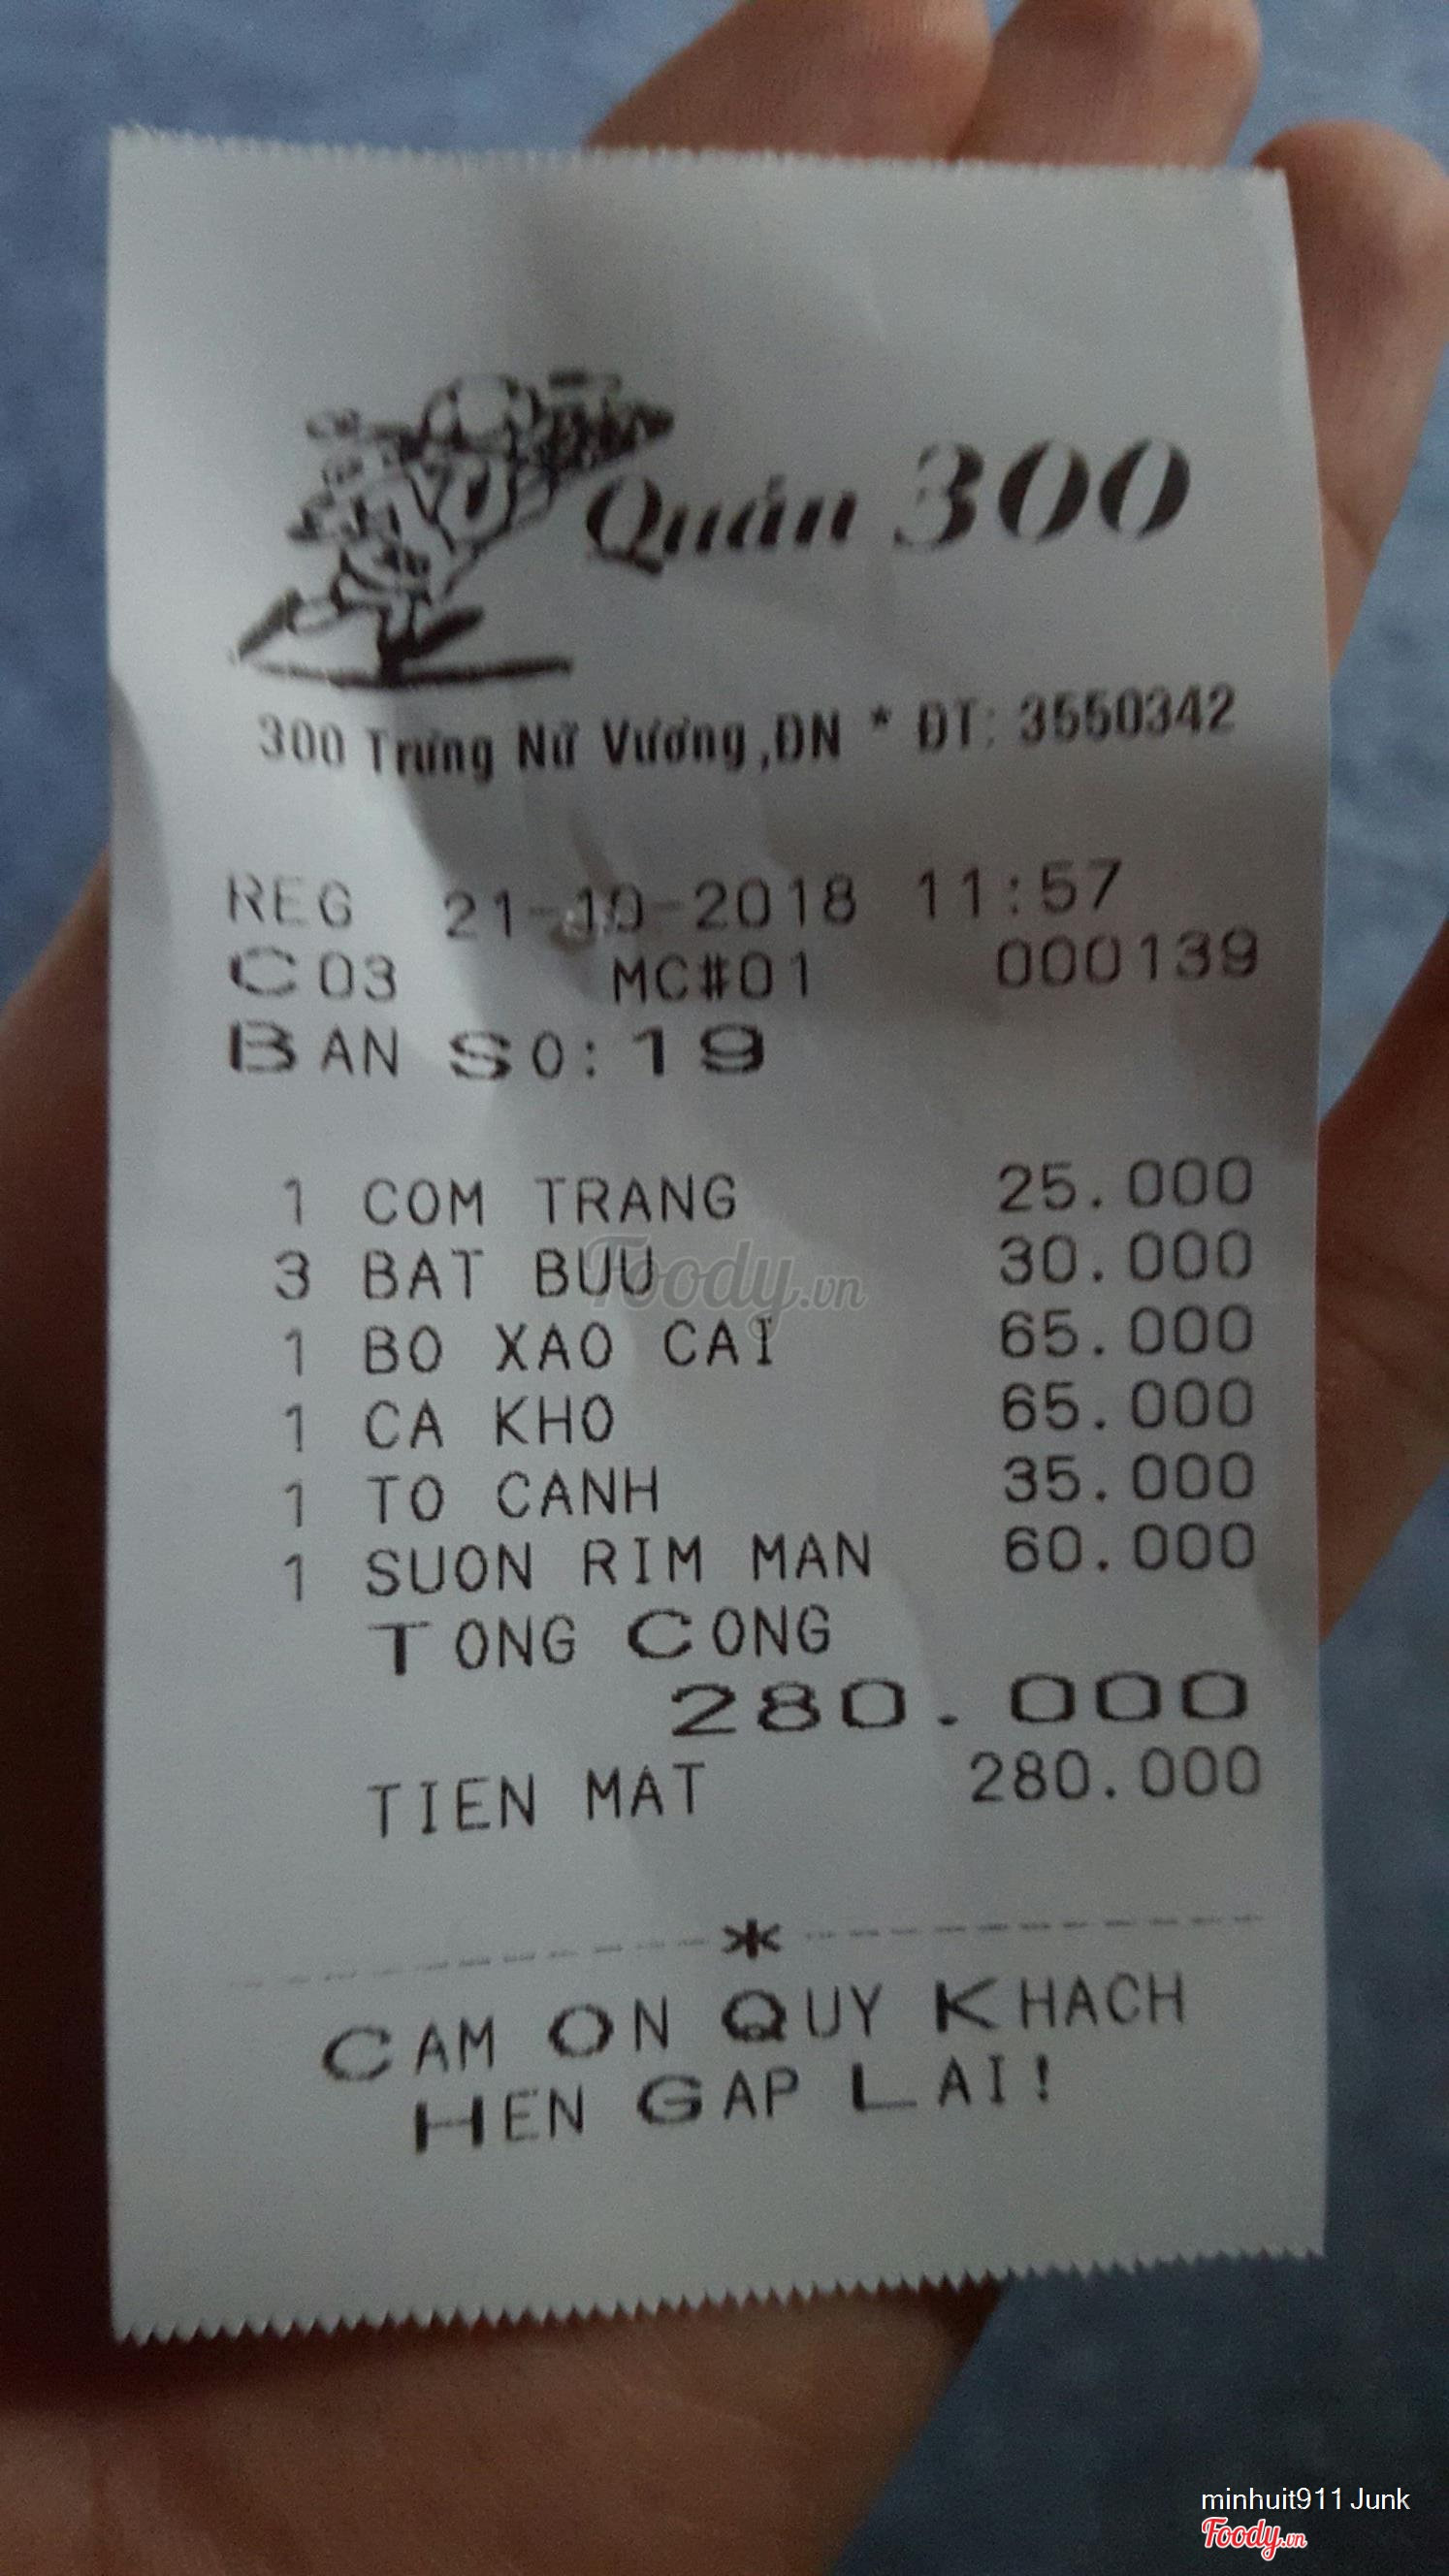 Quán 300
300 Trưng Nữ Vương,ĐN * ĐT: 3550342
REG 21-10-2018 11:57
C03 MC#01 000139
BAN SO:19
1 COM TRANG 25.000
3 BAT BUU 30.000
1 BO XAO CAI 65.000
1 CA KHO 65.000
1 TO CANH 35.000
1 SUON RIM MAN 60.000
TONG CONG
280.000
TIEN MAT 280.000
CAM ON QUY KHACH
HEN GAP LAI!
Foody.vn
minhuit911 Junk
Foody.vn